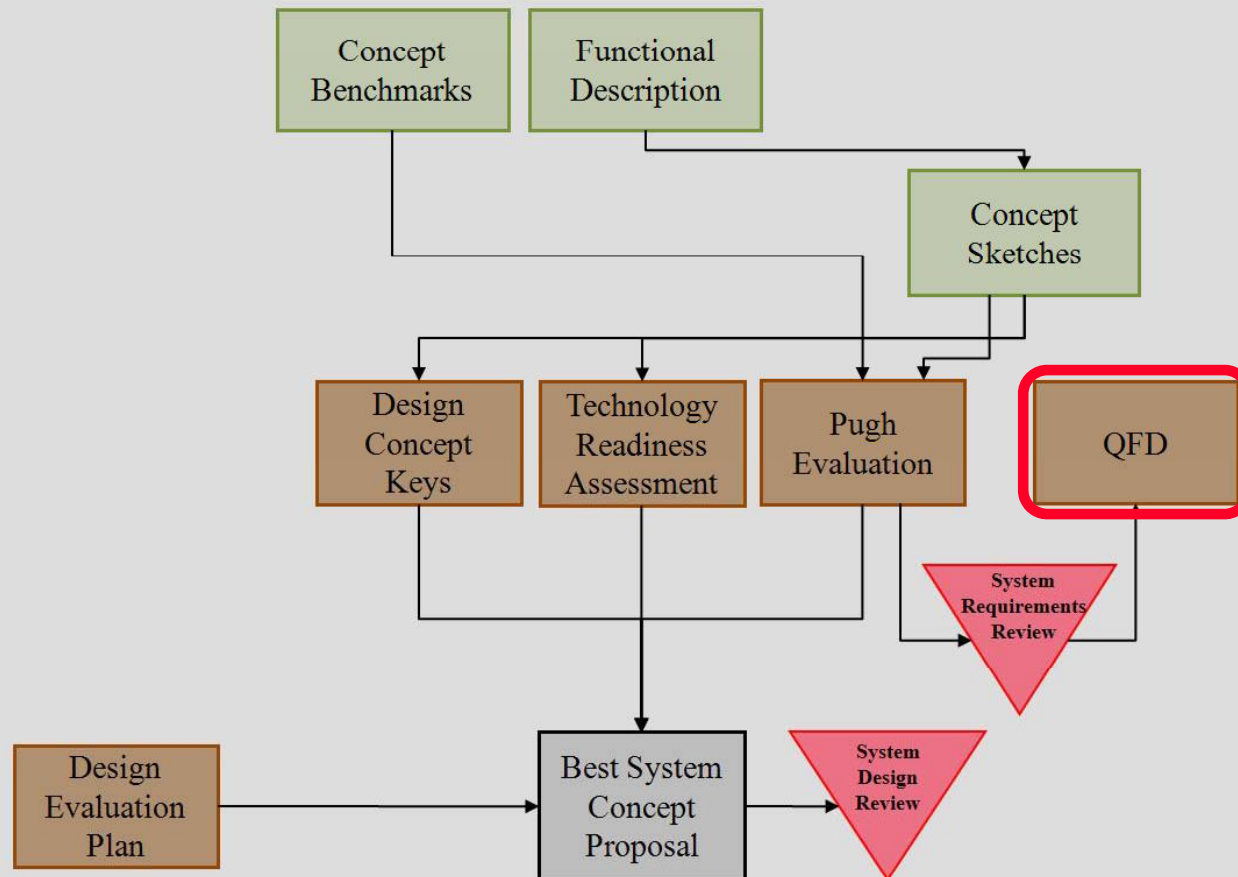 Concept
Benchmarks
Functional
Description
Concept
Sketches
Design
Concept
Keys
Technology
Readiness
Assessment
Pugh
Evaluation
QFD
System
Requirements
Review
Design
Evaluation
Plan
Best System
Concept
Proposal
System
Design
Review